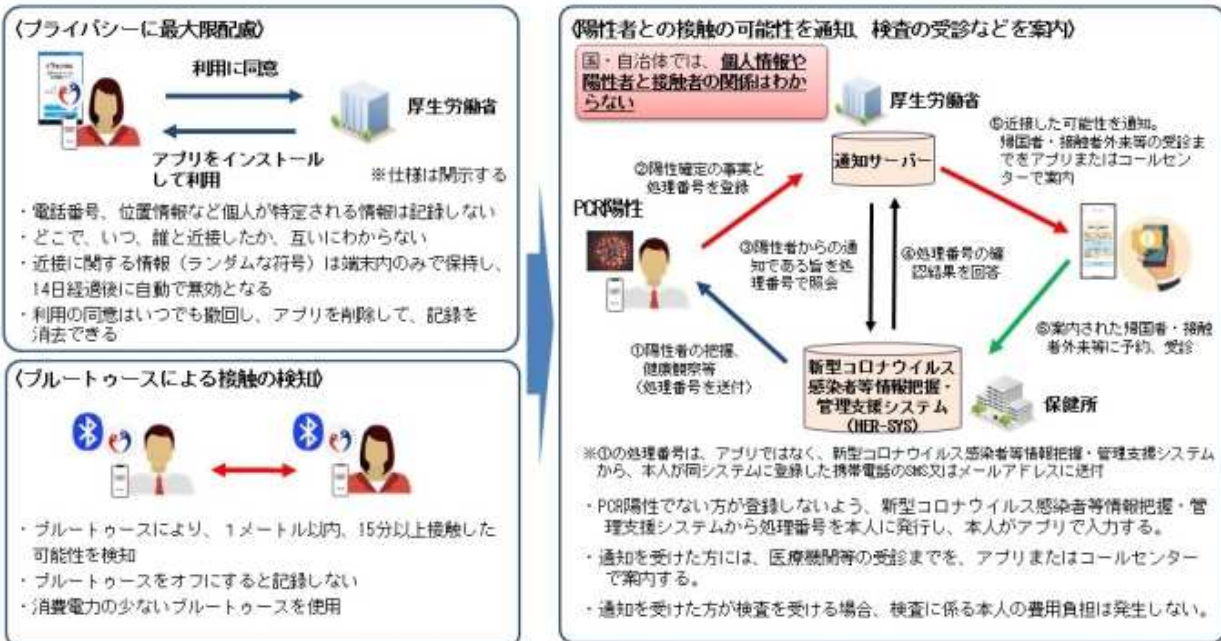 〈プライバシーに最大限配慮〉
利用に同意
厚生労働省
アプリをインストール
して利用
※仕様は開示する
・電話番号、位置情報など個人が特定される情報は記録しない
・どこで、いつ、誰と近接したか、互いにわからない
・近接に関する情報（ランダムな符号）は端末内のみで保持し、
14日経過後に自動で無効となる
・利用の同意はいつでも撤回し、アプリを削除して、記録を
消去できる
〈ブルートゥースによる接触の検知〉
・ブルートゥースにより、１メートル以内、15分以上接触した
可能性を検知
・ブルートゥースをオフにすると記録しない
・消費電力の少ないブルートゥースを使用
〈陽性者との接触の可能性を通知、検査の受診などを案内〉
国・自治体では、個人情報や
陽性者と接触者の関係はわか
らない
厚生労働省
通知サーバー
②陽性確定の事実と
処理番号を登録
⑤近接した可能性を通知。
帰国者・接触者外来等の受診ま
でをアプリまたはコールセン
ターで案内
PCR陽性
③陽性者からの通
知である旨を処
理番号で照会
④処理番号の確
認結果を回答
①陽性者の把握、
健康観察等
（処理番号を送付）
⑥案内された帰国者・接触
者外来等に予約、受診
新型コロナウイルス
感染者等情報把握・
管理支援システム
(HER-SYS)
保健所
※①の処理番号は、アプリではなく、新型コロナウイルス感染者等情報把握・管理支援システム
から、本人が同システムに登録した携帯電話のSMS又はメールアドレスに送付
・PCR陽性でない方が登録しないよう、新型コロナウイルス感染者等情報把握・管
理支援システムから処理番号を本人に発行し、本人がアプリで入力する。
・通知を受けた方には、医療機関等の受診までを、アプリまたはコールセンター
で案内する。
・通知を受けた方が検査を受ける場合、検査に係る本人の費用負担は発生しない。